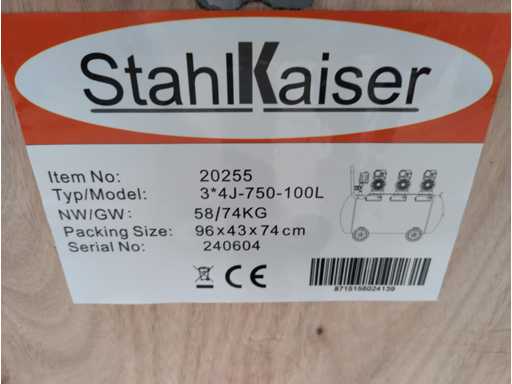 StahlKaiser
Item No: 20255
Typ/Model: 3*4J-750-100L
NW/GW: 58/74KG
Packing Size: 96x43x74cm
Serial No: 240604
CE
8715156024139